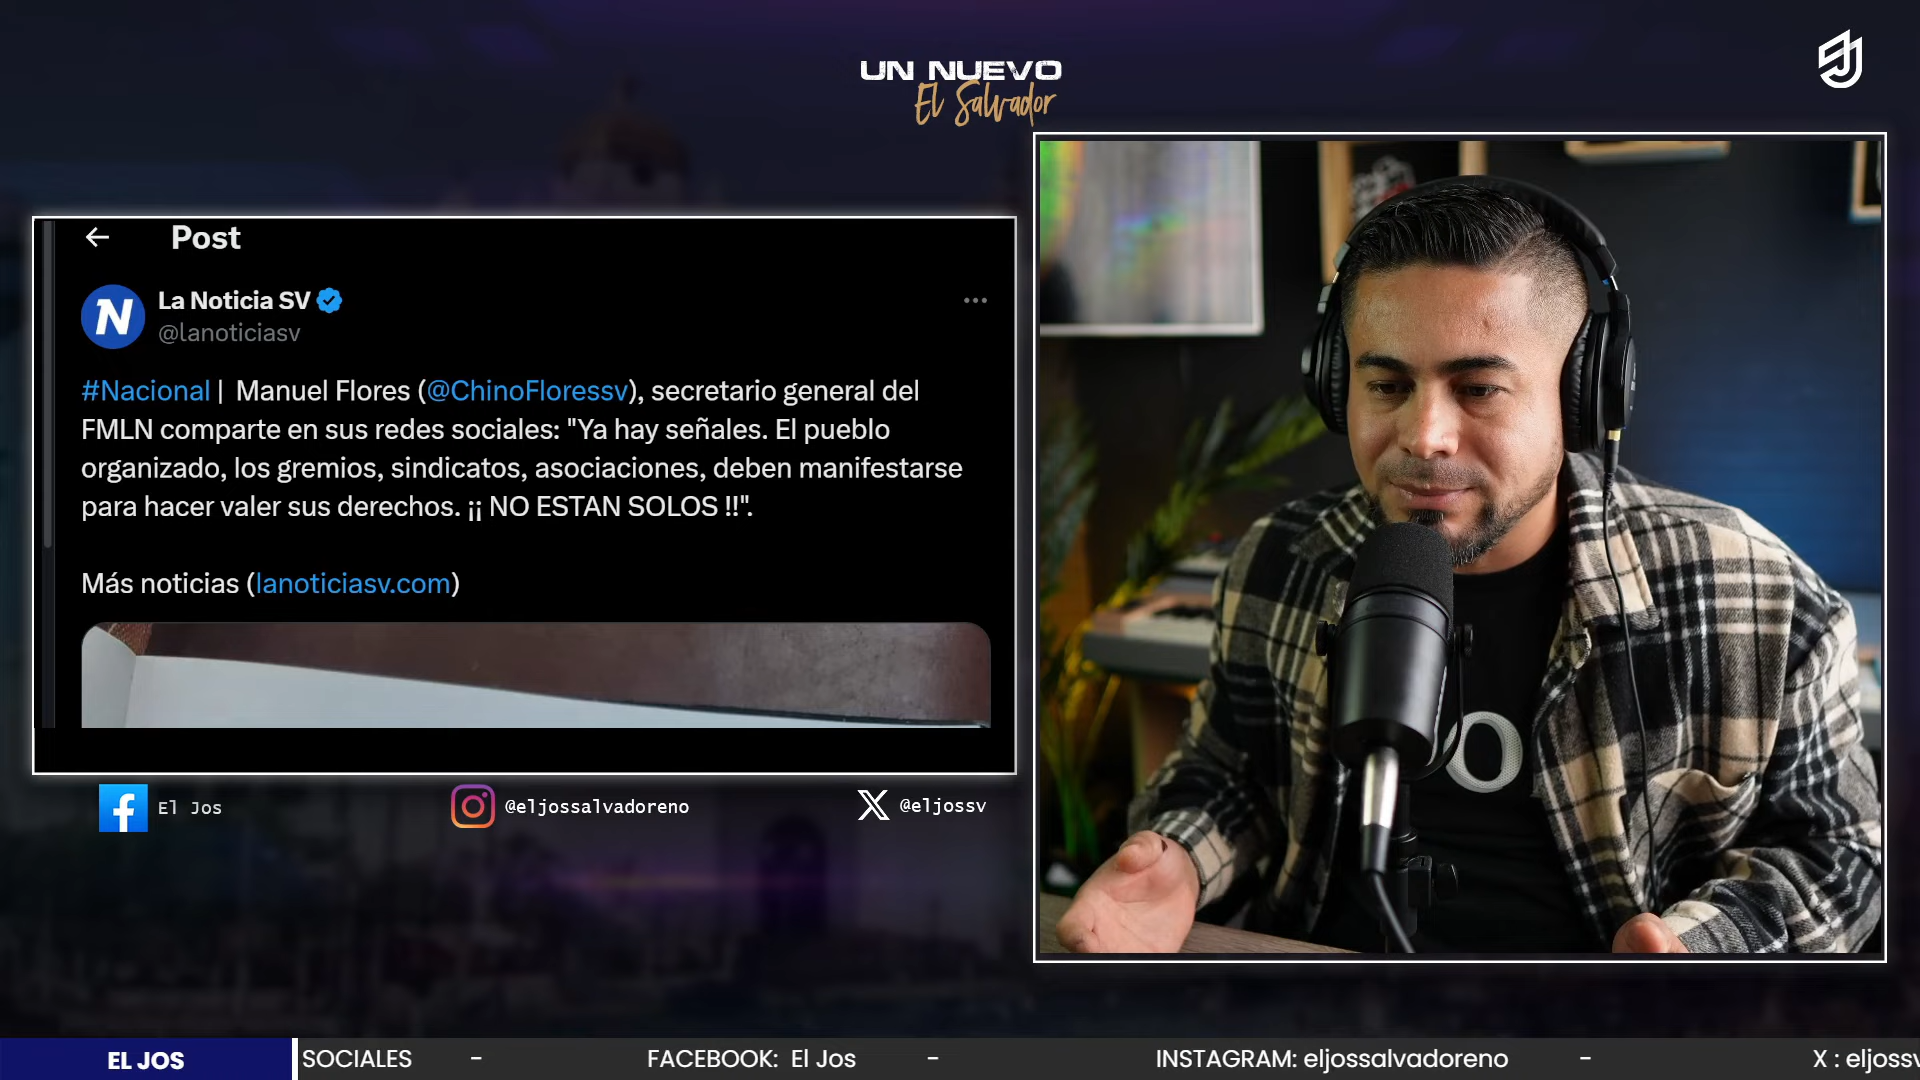 UN NUEVO
El Salvador
Post
La Noticia SV
@lanoticiasv
#Nacional | Manuel Flores (@ChinoFloressv), secretario general del
FMLN comparte en sus redes sociales: "Ya hay señales. El pueblo
organizado, los gremios, sindicatos, asociaciones, deben manifestarse
para hacer valer sus derechos. ¡¡ NO ESTAN SOLOS !!".
Más noticias (lanoticiasv.com)
El Jos
@eljossalvadoreno
@eljossv
EL JOS
SOCIALES - FACEBOOK: El Jos - INSTAGRAM: eljossalvadoreno - X : eljossv